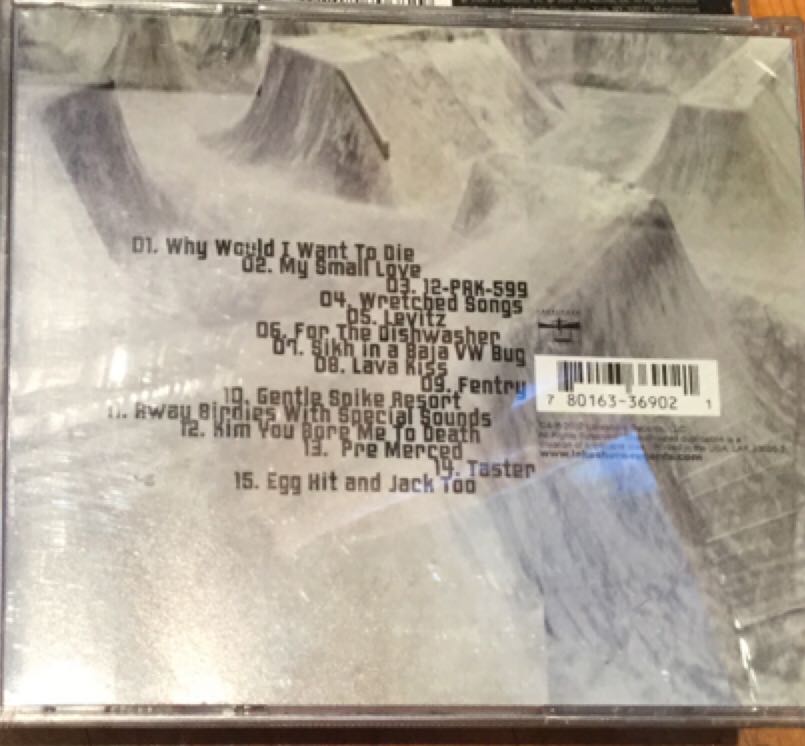 01. Why Would I Want To Die
02. My Small Love
03. 12-PAK-599
04. Wretched Songs
05. Levitz
06. For The Dishwasher
07. Sikh in a Baja VW Bug
08. Lava Kiss
09. Fentry
10. Gentle Spike Resort
11. Away Birdies With Special Sounds
12. Kim You Bore Me To Death
13. Pre Merced
14. Taster
15. Egg Hit and Jack Too
7 80163-36902 1